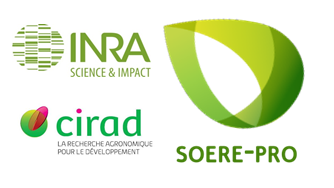 INRA
SCIENCE & IMPACT
cirad
LA RECHERCHE AGRONOMIQUE
POUR LE DÉVELOPPEMENT
SOERE-PRO